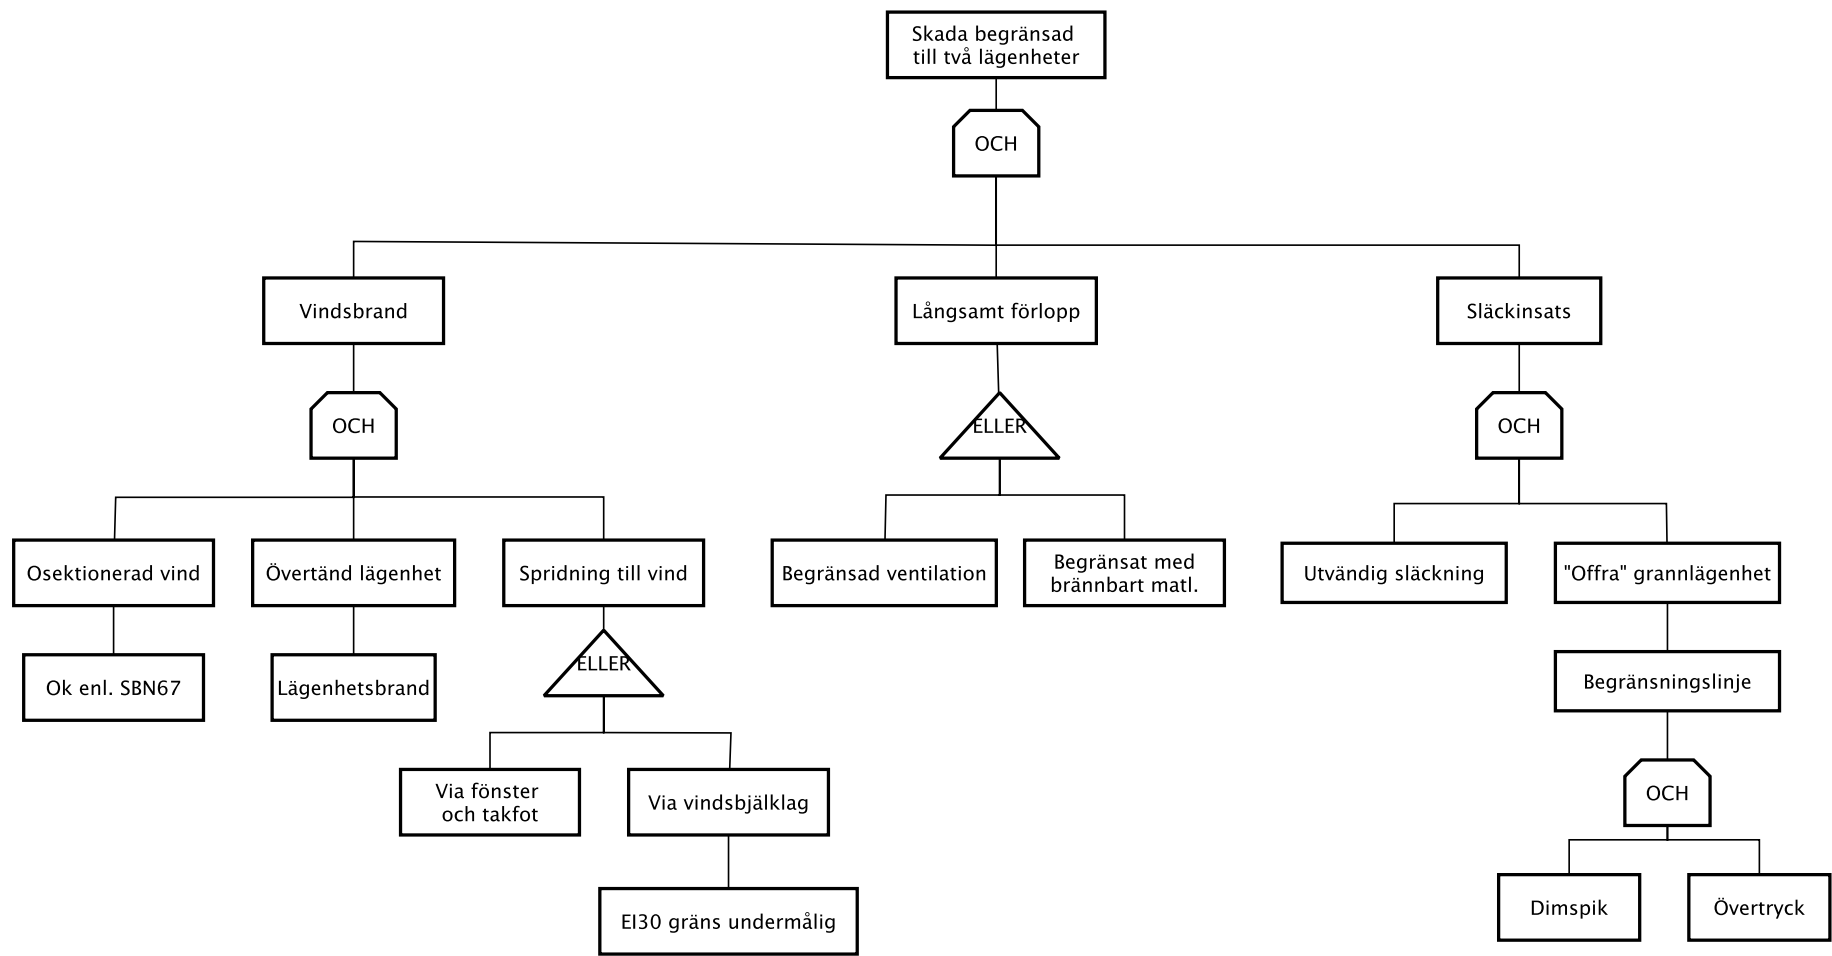 Skada begränsad
till två lägenheter
OCH
Vindsbrand
Långsamt förlopp
Släckinsats
OCH
ELLER
OCH
Osektionerad vind
Övertänd lägenhet
Spridning till vind
Begränsad ventilation
Begränsat med
brännbart matl.
Utvändig släckning
"Offra" grannlägenhet
Ok enl. SBN67
Lägenhetsbrand
ELLER
Begränsningslinje
Via fönster
och takfot
Via vindsbjälklag
OCH
EI30 gräns undermålig
Dimspik
Övertryck